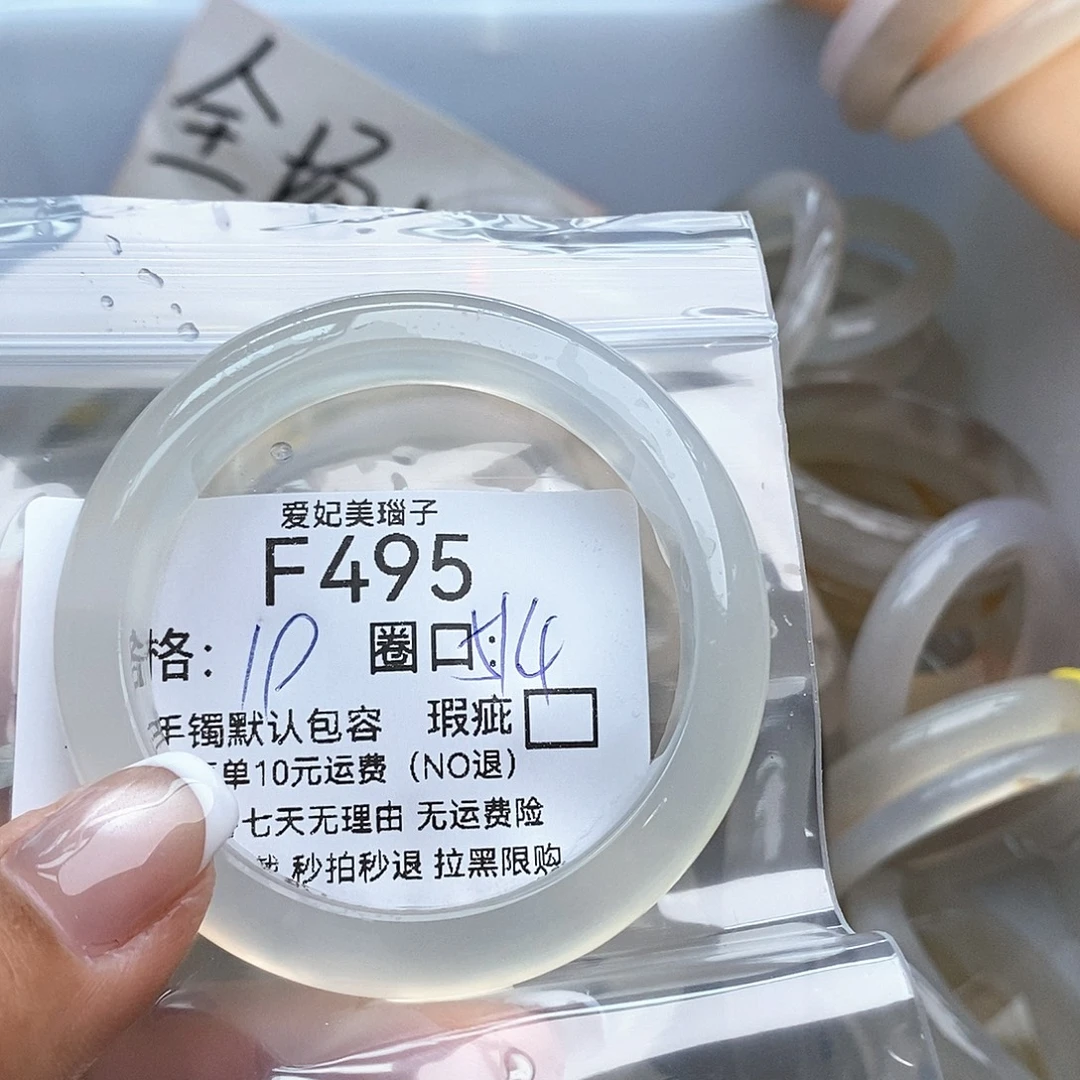 全场
爱妃美瑙子
F495
格: 10 圈口: 54
手镯默认包容 瑕疵
单10元运费 (NO退)
七天无理由 无运费险
秒拍秒退 拉黑限购